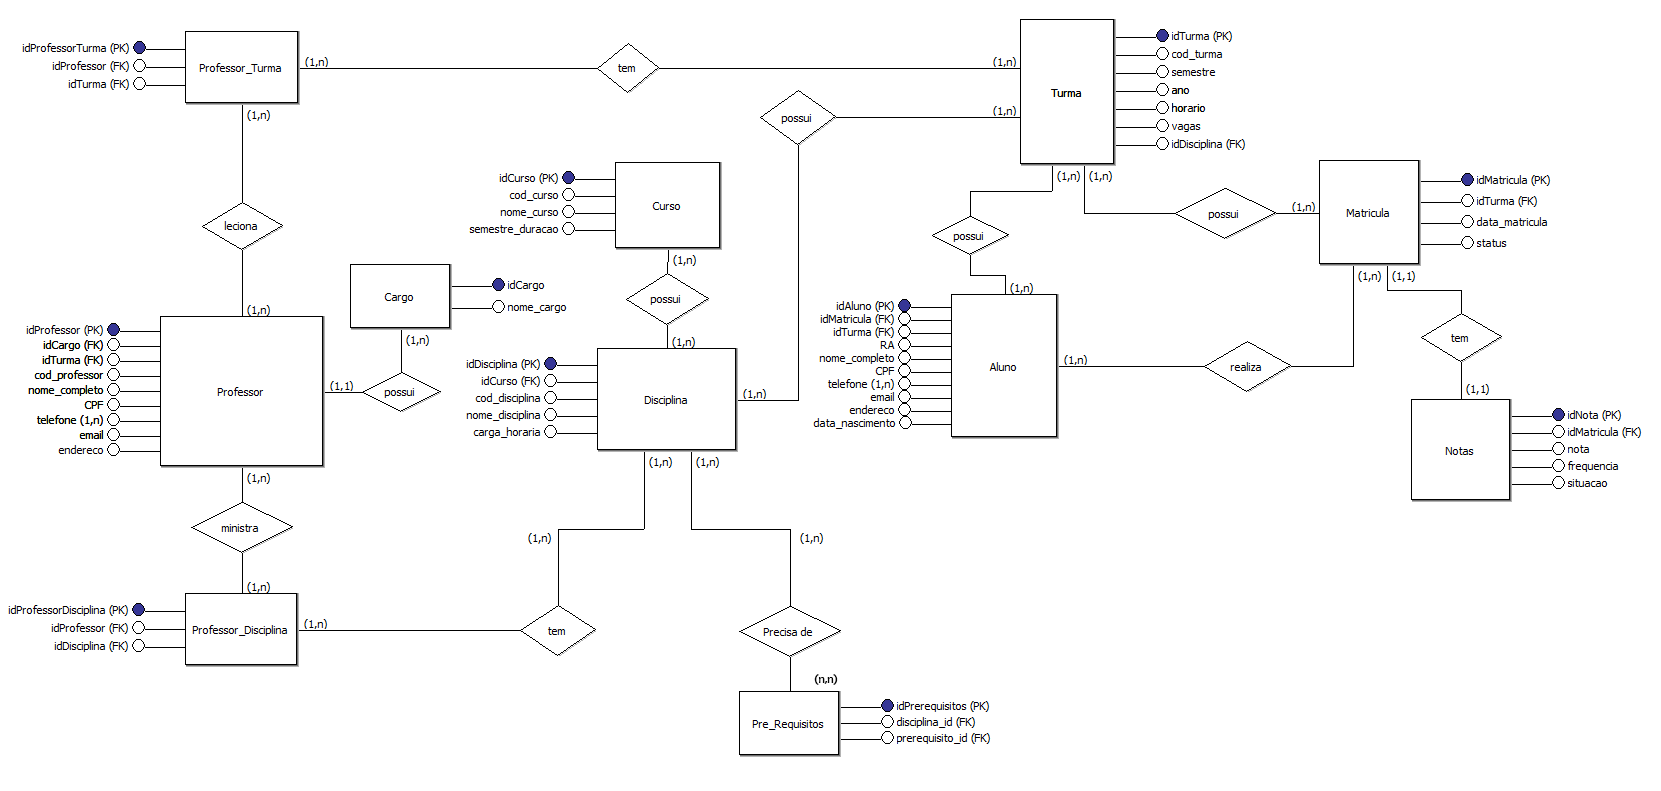 idProfessorTurma (PK)
idProfessor (FK)
idTurma (FK)
Professor_Turma
(1,n)
tem
(1,n)
Turma
idTurma (PK)
cod_turma
semestre
ano
horario
vagas
idDisciplina (FK)
(1,n)
possui
(1,n)
leciona
(1,n)
idCurso (PK)
cod_curso
nome_curso
semestre_duracao
Curso
(1,n)
possui
(1,n)
(1,n)
(1,n)
possui
(1,n)
possui
(1,n)
Matricula
idMatricula (PK)
idTurma (FK)
data_matricula
status
(1,n)
(1,1)
Cargo
idCargo
nome_cargo
(1,n)
possui
(1,1)
idProfessor (PK)
idCargo (FK)
idTurma (FK)
cod_professor
nome_completo
CPF
telefone (1,n)
email
endereco
Professor
(1,n)
idDisciplina (PK)
idCurso (FK)
cod_disciplina
nome_disciplina
carga_horaria
Disciplina
(1,n)
(1,n)
(1,n)
idAluno (PK)
idMatricula (FK)
idTurma (FK)
RA
nome_completo
CPF
telefone (1,n)
email
endereco
data_nascimento
Aluno
(1,n)
realiza
tem
(1,1)
Notas
idNota (PK)
idMatricula (FK)
nota
frequencia
situacao
ministra
(1,n)
idProfessorDisciplina (PK)
idProfessor (FK)
idDisciplina (FK)
Professor_Disciplina
(1,n)
tem
(1,n)
(1,n)
Precisa de
(n,n)
Pre_Requisitos
idPrerequisitos (PK)
disciplina_id (FK)
prerequisito_id (FK)